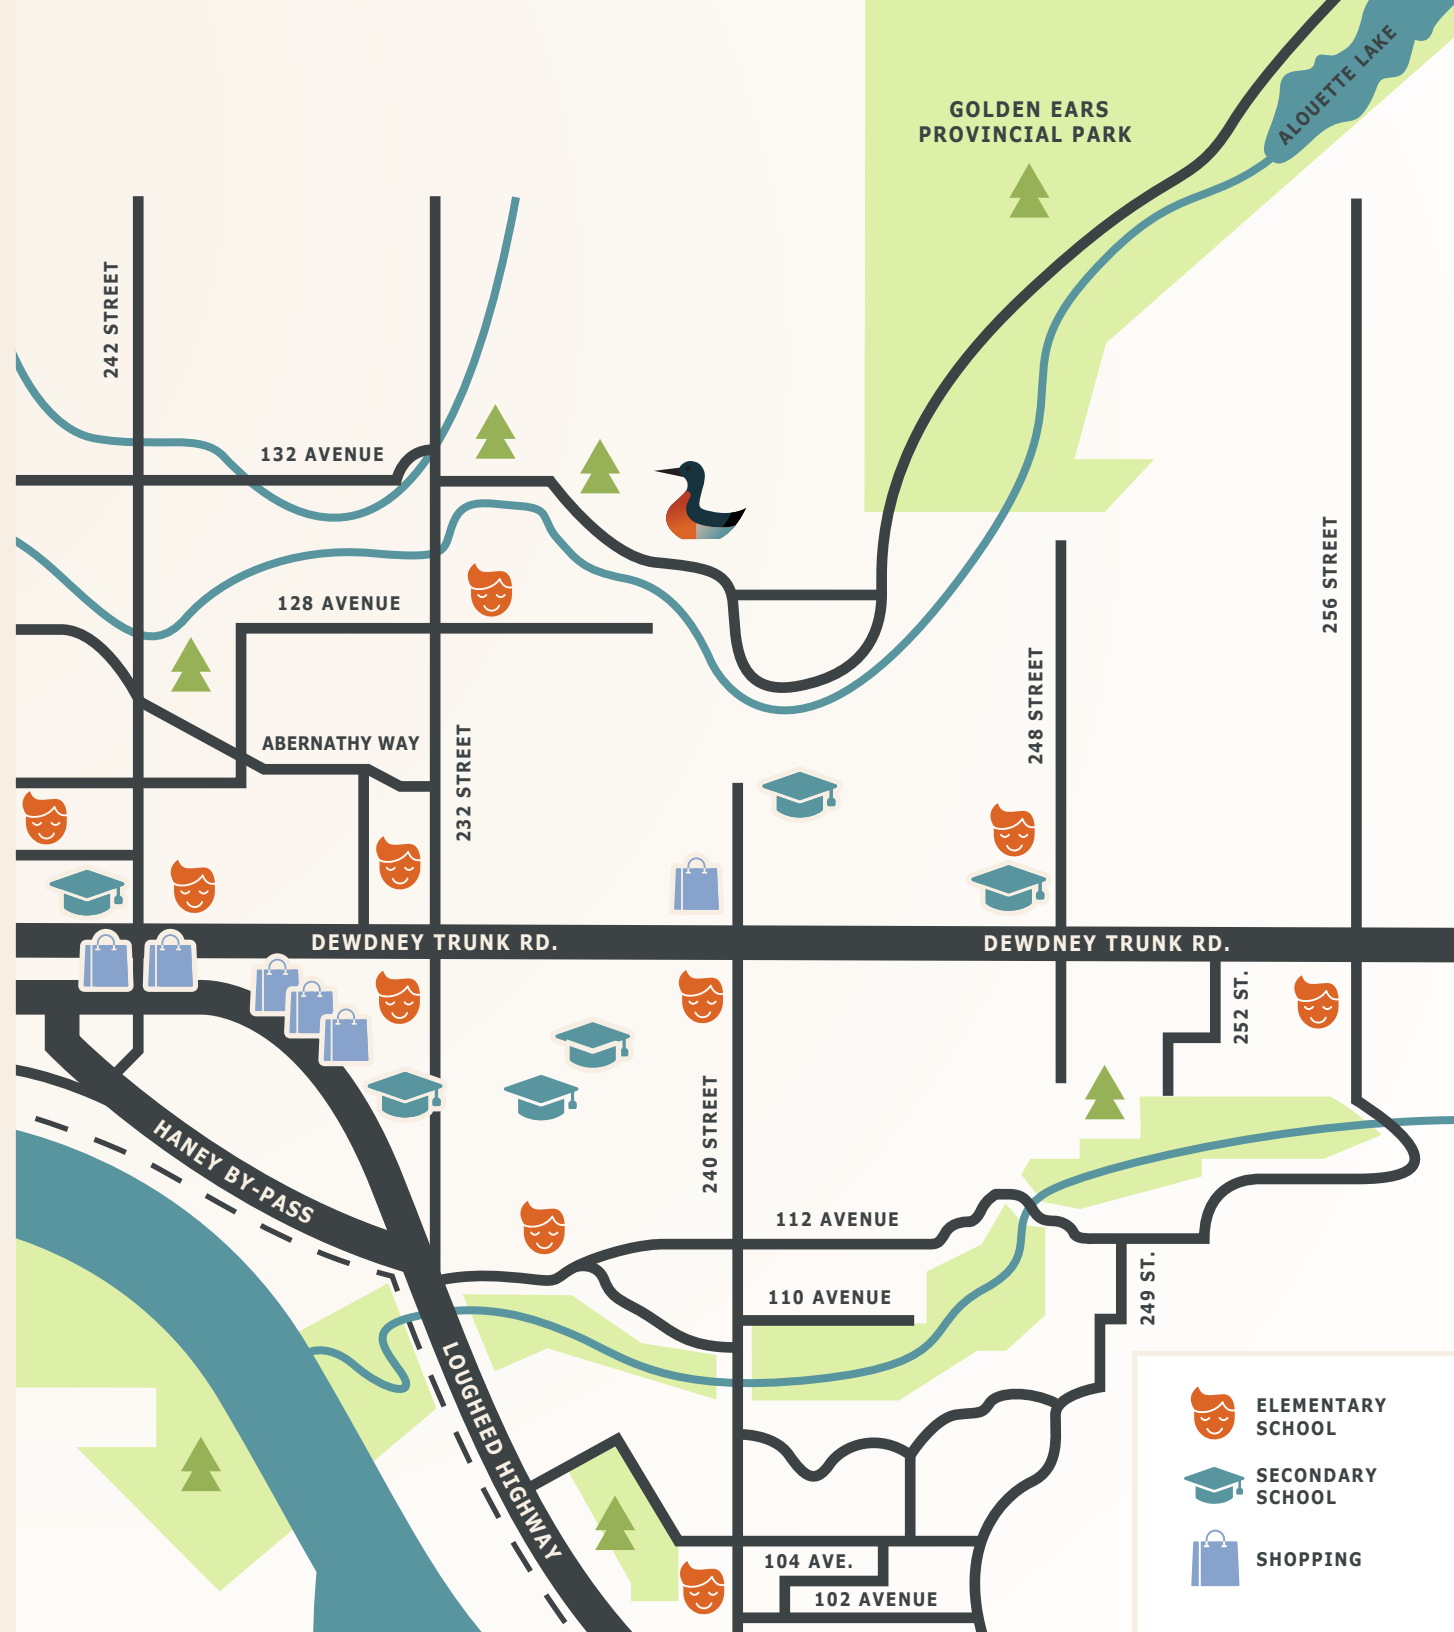 GOLDEN EARS
PROVINCIAL PARK
ALOUETTE LAKE
242 STREET
132 AVENUE
256 STREET
128 AVENUE
248 STREET
ABERNATHY WAY
232 STREET
DEWDNEY TRUNK RD.
DEWDNEY TRUNK RD.
252 ST.
240 STREET
HANEY BY-PASS
112 AVENUE
249 ST.
110 AVENUE
LOUGHEED HIGHWAY
ELEMENTARY
SCHOOL
SECONDARY
SCHOOL
SHOPPING
104 AVE.
102 AVENUE